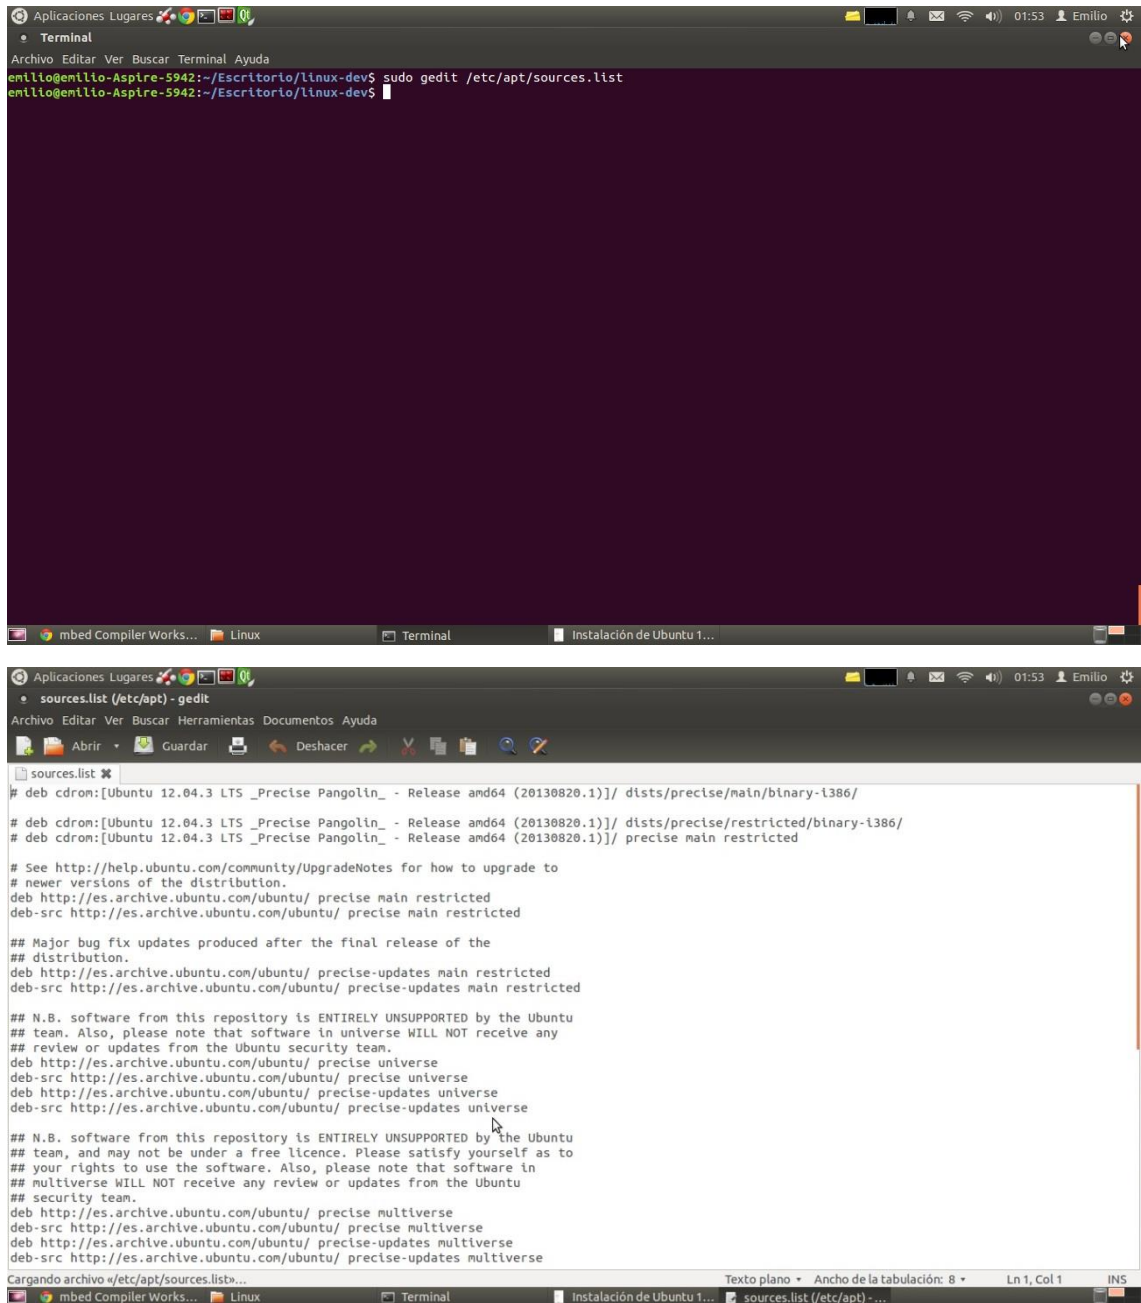 Aplicaciones Lugares 01:53 Emilio
Terminal
Archivo Editar Ver Buscar Terminal Ayuda
emilio@emilio-Aspire-5942:~/Escritorio/linux-dev$ sudo gedit /etc/apt/sources.list
emilio@emilio-Aspire-5942:~/Escritorio/linux-dev$
mbed Compiler Works... Linux Terminal Instalación de Ubuntu 1...
Aplicaciones Lugares 01:53 Emilio
sources.list (/etc/apt) - gedit
Archivo Editar Ver Buscar Herramientas Documentos Ayuda
Abrir Guardar Deshacer
sources.list
# deb cdrom:[Ubuntu 12.04.3 LTS _Precise Pangolin_ - Release amd64 (20130820.1)]/ dists/precise/main/binary-i386/
# deb cdrom:[Ubuntu 12.04.3 LTS _Precise Pangolin_ - Release amd64 (20130820.1)]/ dists/precise/restricted/binary-i386/
# deb cdrom:[Ubuntu 12.04.3 LTS _Precise Pangolin_ - Release amd64 (20130820.1)]/ precise main restricted
# See http://help.ubuntu.com/community/UpgradeNotes for how to upgrade to
# newer versions of the distribution.
deb http://es.archive.ubuntu.com/ubuntu/ precise main restricted
deb-src http://es.archive.ubuntu.com/ubuntu/ precise main restricted
## Major bug fix updates produced after the final release of the
## distribution.
deb http://es.archive.ubuntu.com/ubuntu/ precise-updates main restricted
deb-src http://es.archive.ubuntu.com/ubuntu/ precise-updates main restricted
## N.B. software from this repository is ENTIRELY UNSUPPORTED by the Ubuntu
## team. Also, please note that software in universe WILL NOT receive any
## review or updates from the Ubuntu security team.
deb http://es.archive.ubuntu.com/ubuntu/ precise universe
deb-src http://es.archive.ubuntu.com/ubuntu/ precise universe
deb http://es.archive.ubuntu.com/ubuntu/ precise-updates universe
deb-src http://es.archive.ubuntu.com/ubuntu/ precise-updates universe
## N.B. software from this repository is ENTIRELY UNSUPPORTED by the Ubuntu
## team, and may not be under a free licence. Please satisfy yourself as to
## your rights to use the software. Also, please note that software in
## multiverse WILL NOT receive any review or updates from the Ubuntu
## security team.
deb http://es.archive.ubuntu.com/ubuntu/ precise multiverse
deb-src http://es.archive.ubuntu.com/ubuntu/ precise multiverse
deb http://es.archive.ubuntu.com/ubuntu/ precise-updates multiverse
deb-src http://es.archive.ubuntu.com/ubuntu/ precise-updates multiverse
Cargando archivo «/etc/apt/sources.list»... Texto plano Ancho de la tabulación: 8 Ln 1, Col 1 INS
mbed Compiler Works... Linux Terminal Instalación de Ubuntu 1... sources.list (/etc/apt) -...